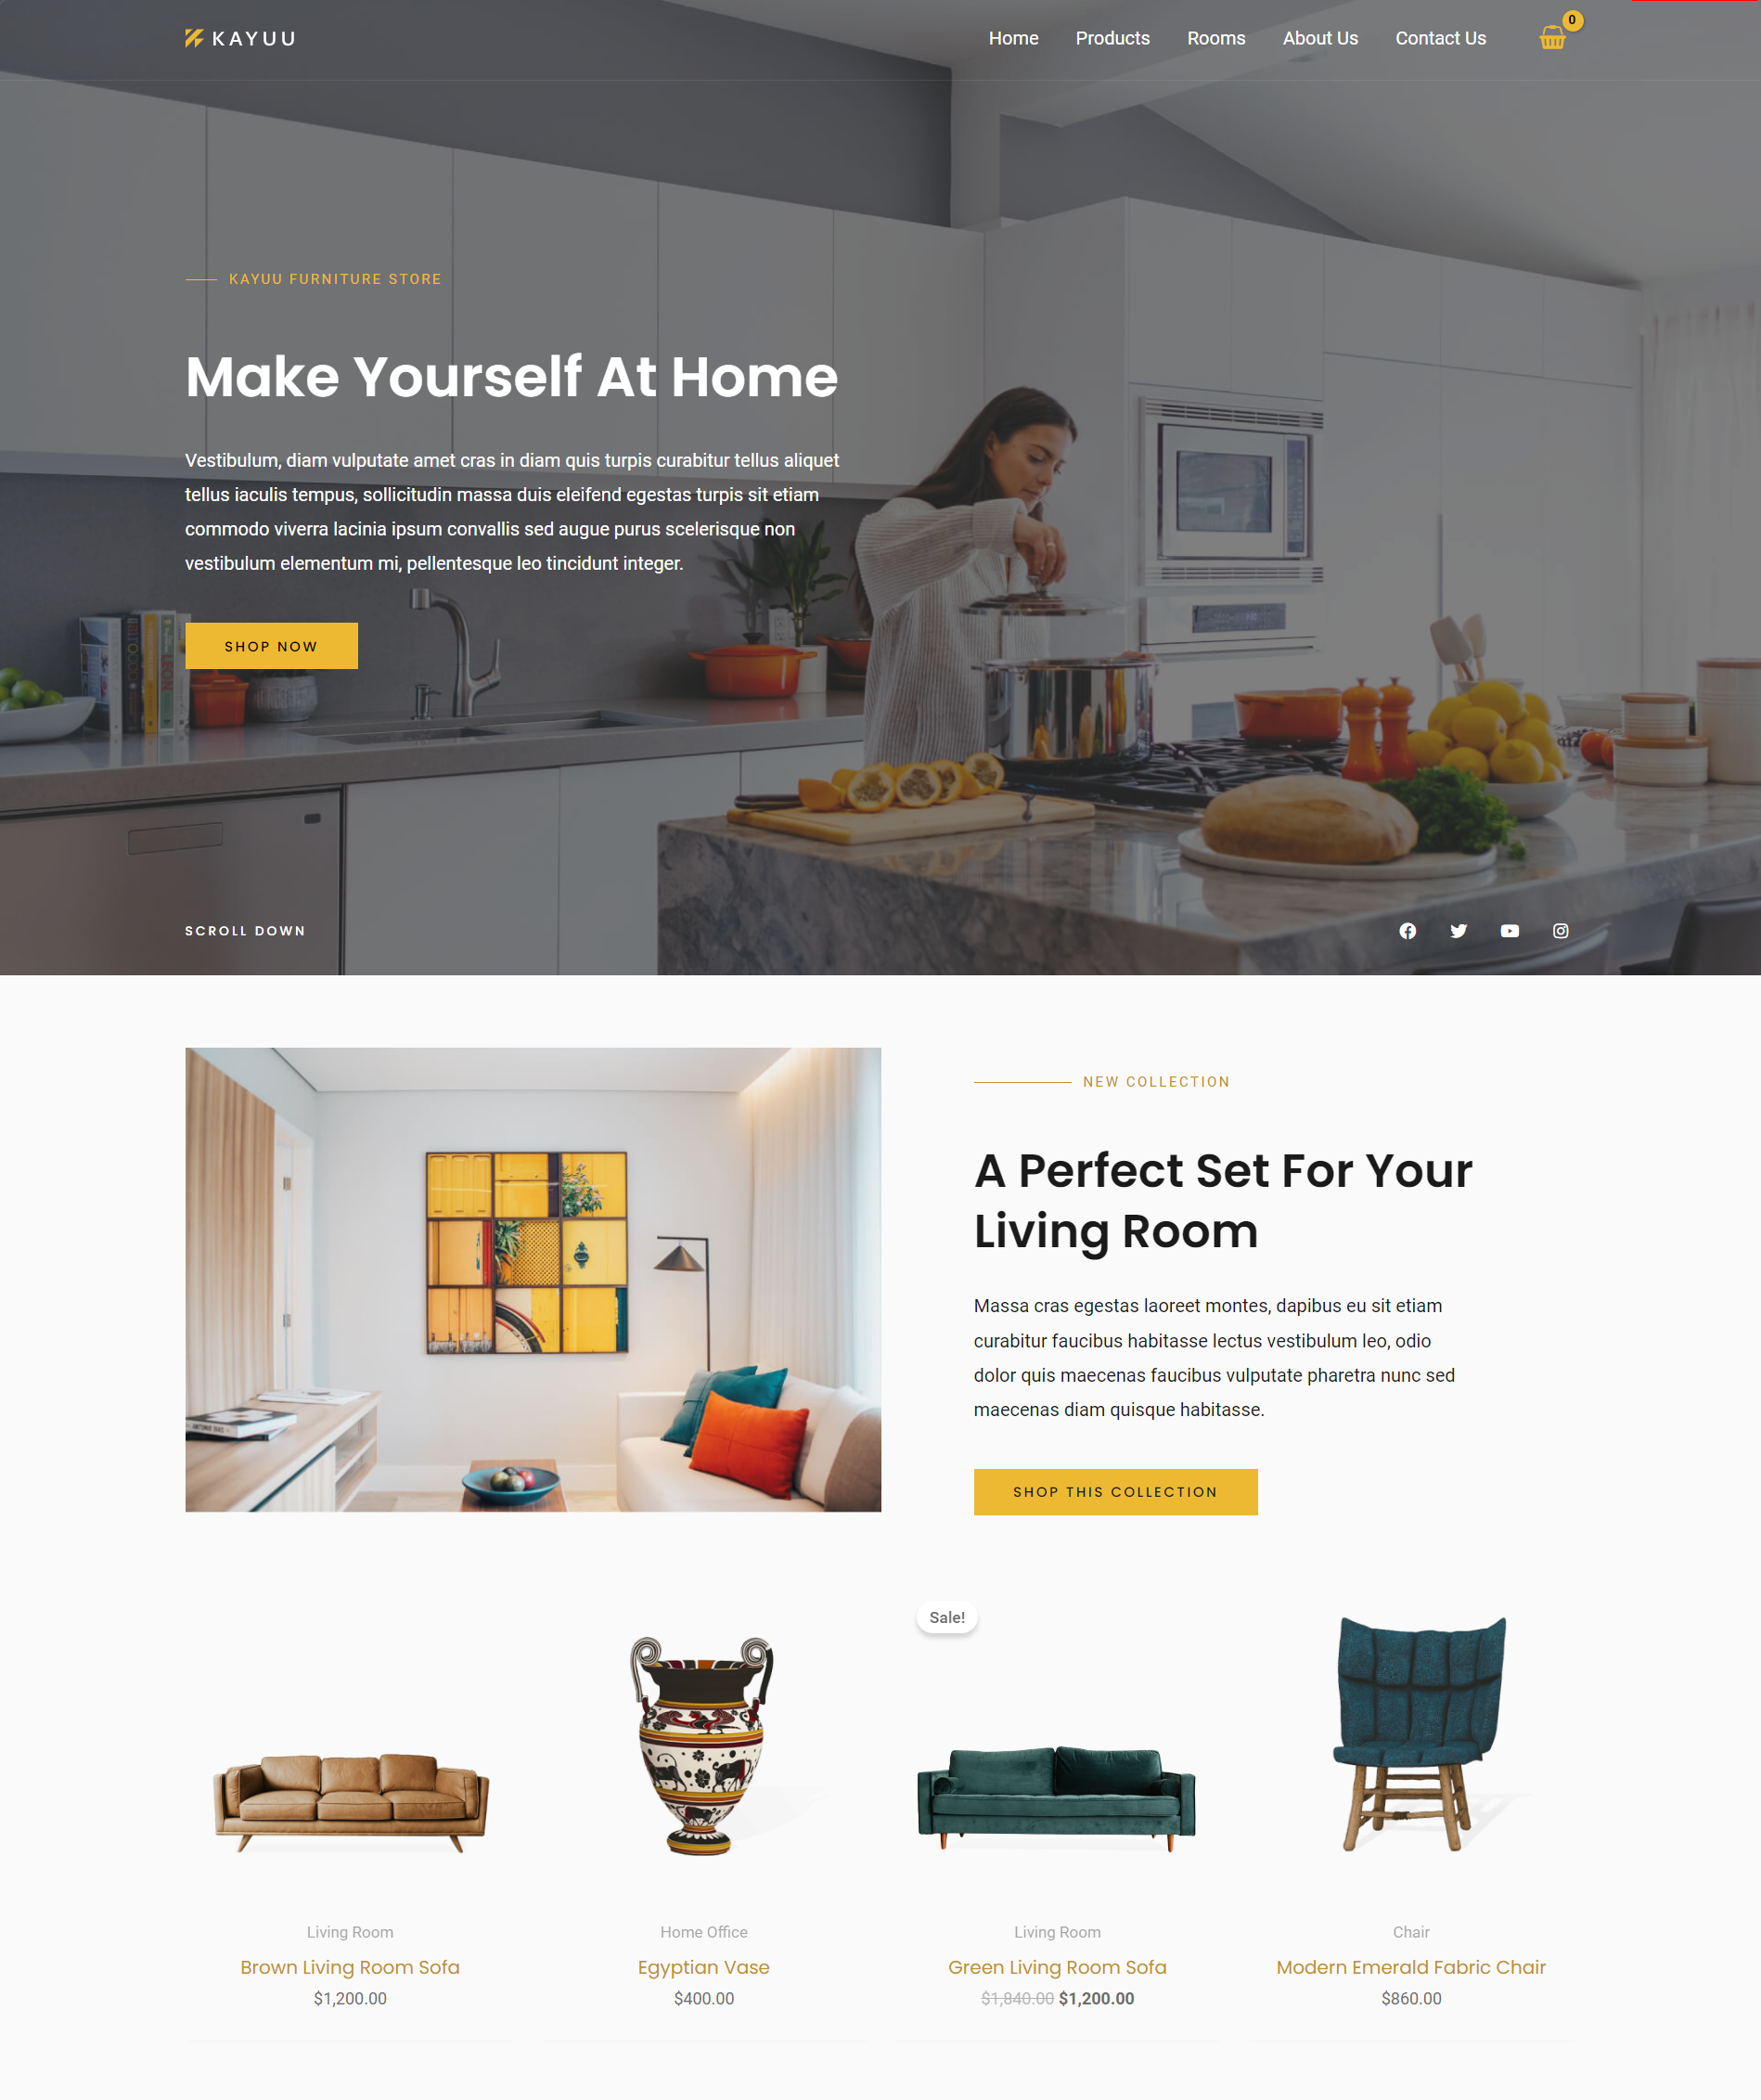 KAYUU
Home Products Rooms About Us Contact Us 0
KAYUU FURNITURE STORE
Make Yourself At Home
Vestibulum, diam vulputate amet cras in diam quis turpis curabitur tellus aliquet
tellus iaculis tempus, sollicitudin massa duis eleifend egestas turpis sit etiam
commodo viverra lacinia ipsum convallis sed augue purus scelerisque non
vestibulum elementum mi, pellentesque leo tincidunt integer.
SHOP NOW
SCROLL DOWN
NEW COLLECTION
A Perfect Set For Your
Living Room
Massa cras egestas laoreet montes, dapibus eu sit etiam
curabitur faucibus habitasse lectus vestibulum leo, odio
dolor quis maecenas faucibus vulputate pharetra nunc sed
maecenas diam quisque habitasse.
SHOP THIS COLLECTION
Sale!
Living Room
Brown Living Room Sofa
$1,200.00
Home Office
Egyptian Vase
$400.00
Living Room
Green Living Room Sofa
$1,840.00 $1,200.00
Chair
Modern Emerald Fabric Chair
$860.00